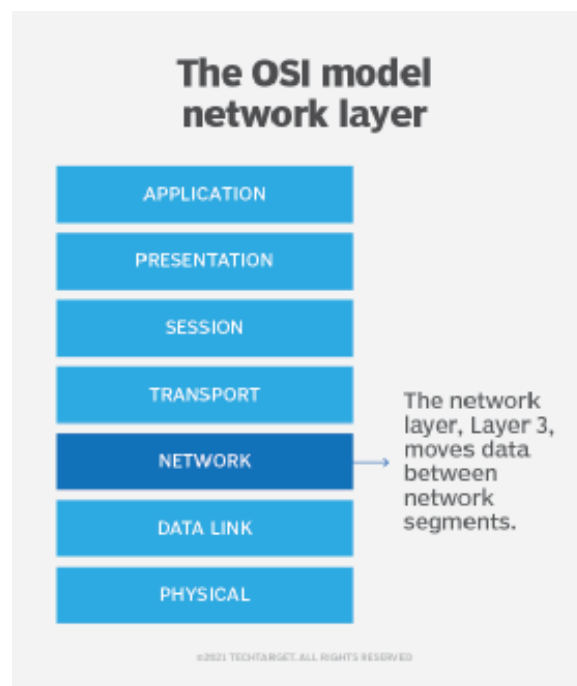 The OSI model
network layer
APPLICATION
PRESENTATION
SESSION
TRANSPORT
NETWORK
The network
layer, Layer 3,
moves data
between
network
segments.
DATA LINK
PHYSICAL
©2021 TECHTARGET. ALL RIGHTS RESERVED